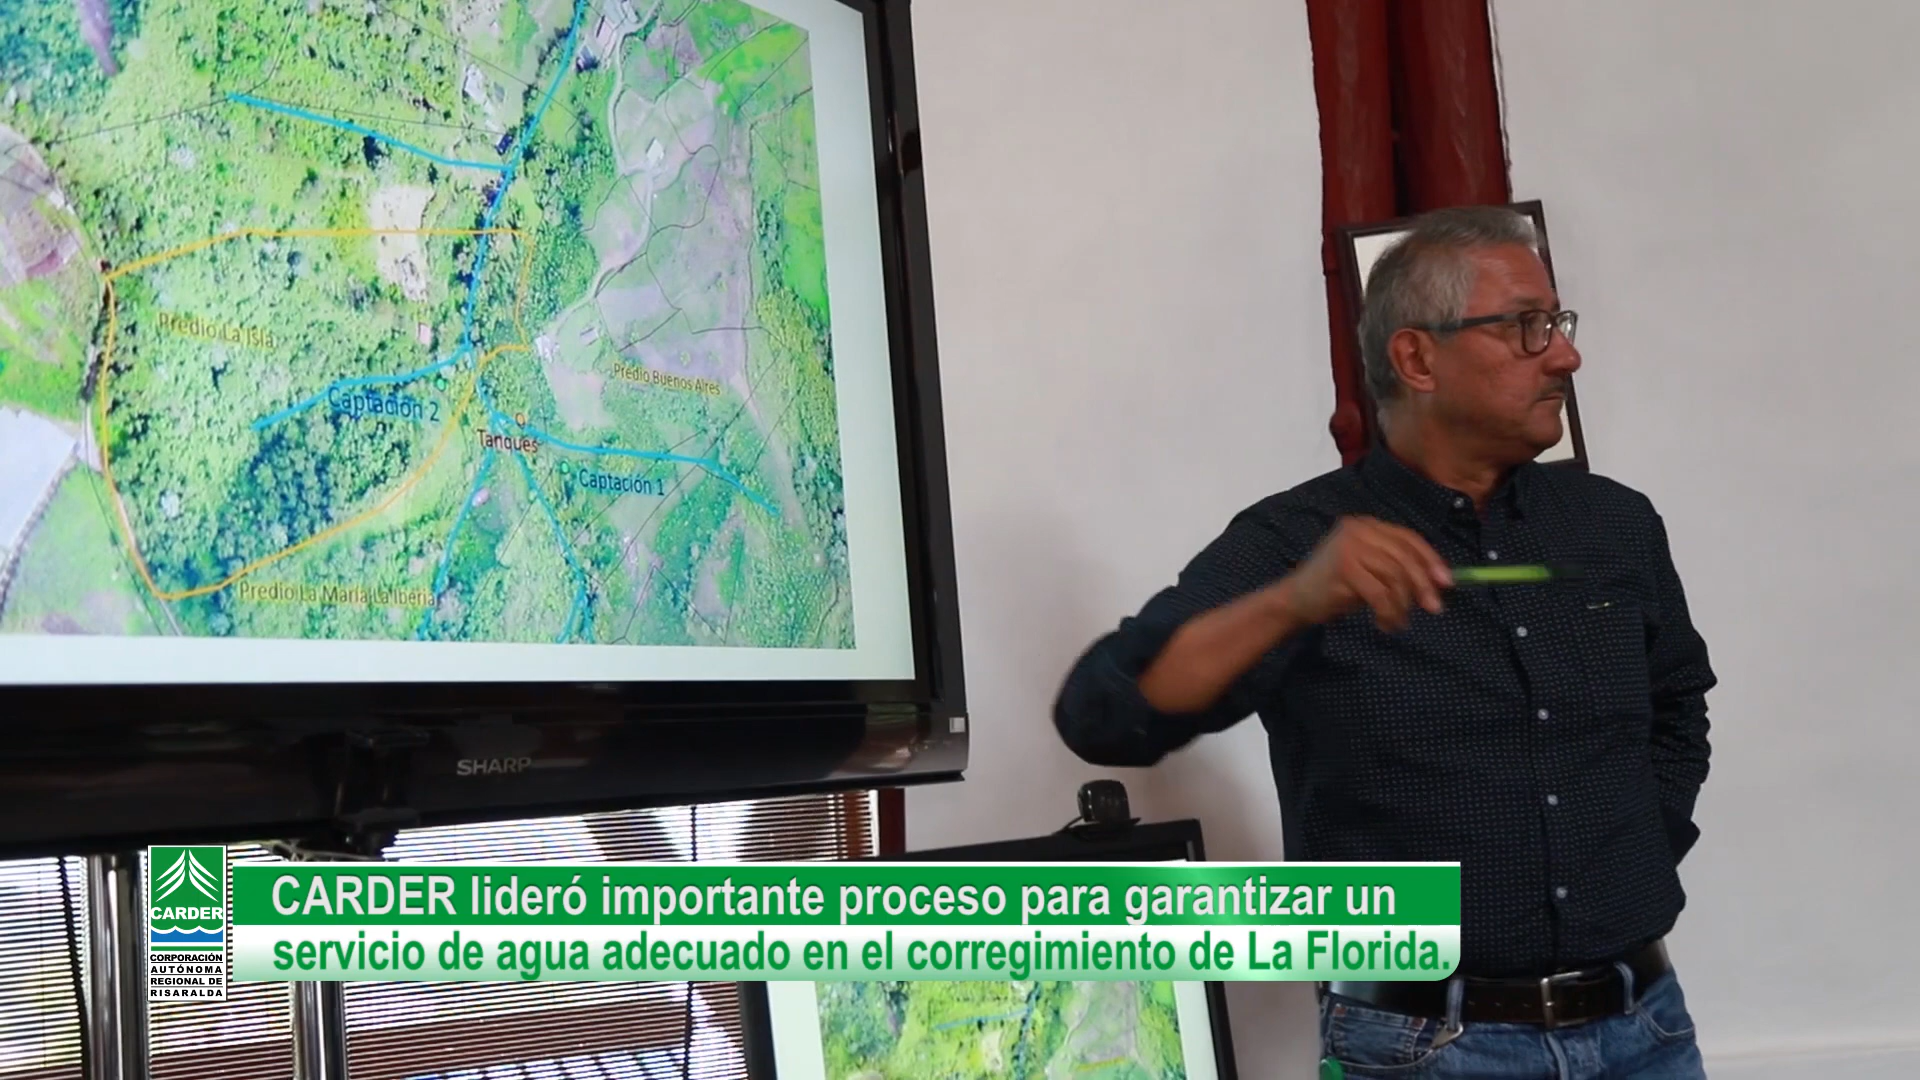 Predio La Isla
Captación 2
Predio Buenos Aires
Tanques
Captación 1
Predio La María La Iberia
SHARP
CARDER
CORPORACIÓN
AUTÓNOMA
REGIONAL DE
RISARALDA
CARDER lideró importante proceso para garantizar un
servicio de agua adecuado en el corregimiento de La Florida.